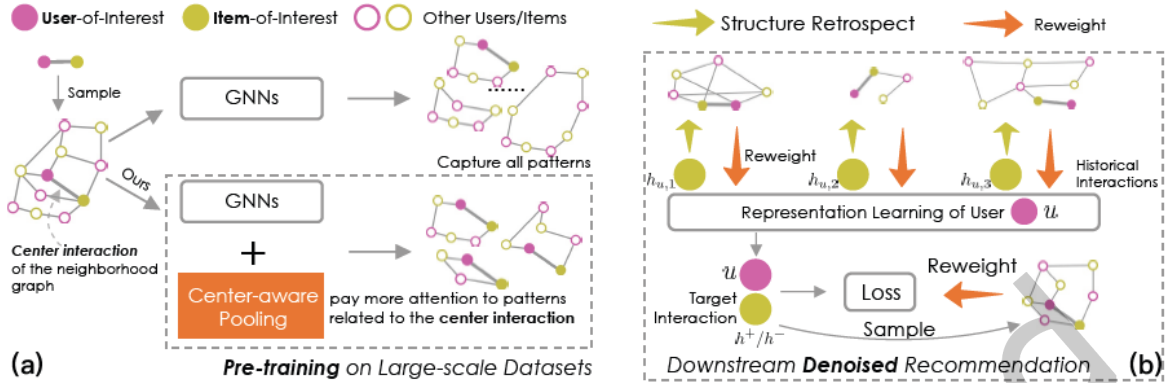 User-of-Interest Item-of-Interest Other Users/Items
Sample
GNNs
Capture all patterns
Ours
GNNs
+
Center-aware
Pooling
Center interaction
of the neighborhood
graph
pay more attention to patterns
related to the center interaction
(a)
Pre-training on Large-scale Datasets
Structure Retrospect Reweight
Reweight
h_{u,1} h_{u,2} h_{u,3}
Historical
Interactions
Representation Learning of User u
u
Target
Interaction
h^+/h^-
Loss
Reweight
Sample
Downstream Denoised Recommendation
(b)